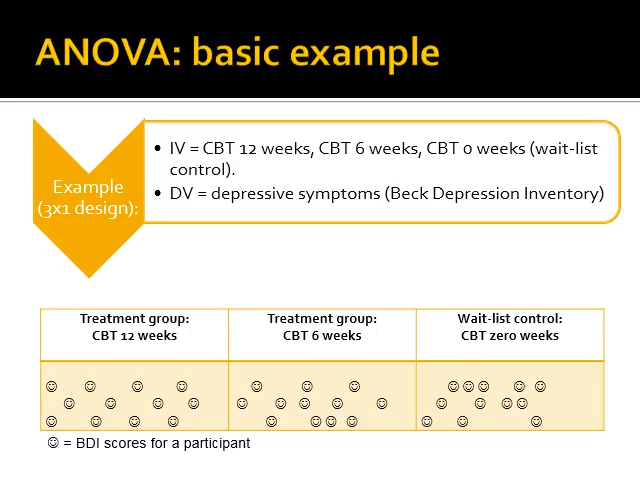 ANOVA: basic example
Example
(3x1 design):
• IV = CBT 12 weeks, CBT 6 weeks, CBT 0 weeks (wait-list
control).
• DV = depressive symptoms (Beck Depression Inventory)
Treatment group:
CBT 12 weeks
Treatment group:
CBT 6 weeks
Wait-list control:
CBT zero weeks
☺ = BDI scores for a participant